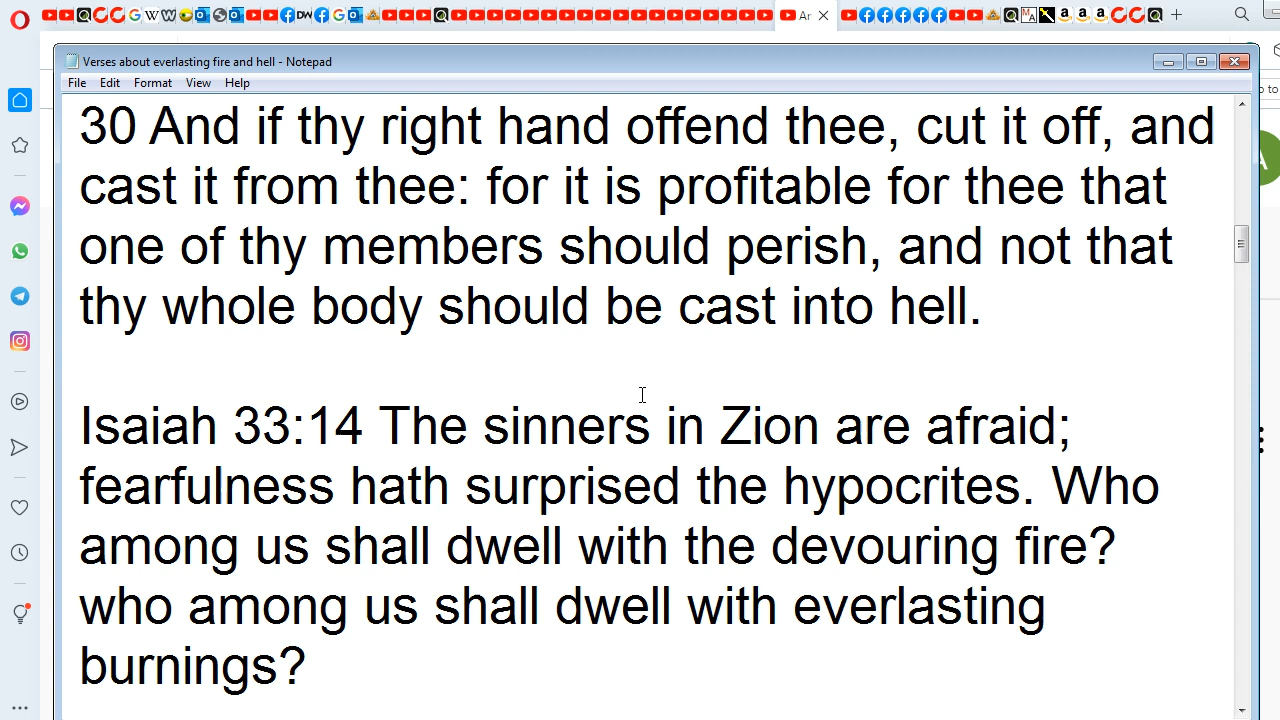 Ar
Verses about everlasting fire and hell - Notepad
File Edit Format View Help
30 And if thy right hand offend thee, cut it off, and
cast it from thee: for it is profitable for thee that
one of thy members should perish, and not that
thy whole body should be cast into hell.
Isaiah 33:14 The sinners in Zion are afraid;
fearfulness hath surprised the hypocrites. Who
among us shall dwell with the devouring fire?
who among us shall dwell with everlasting
burnings?
p to
A